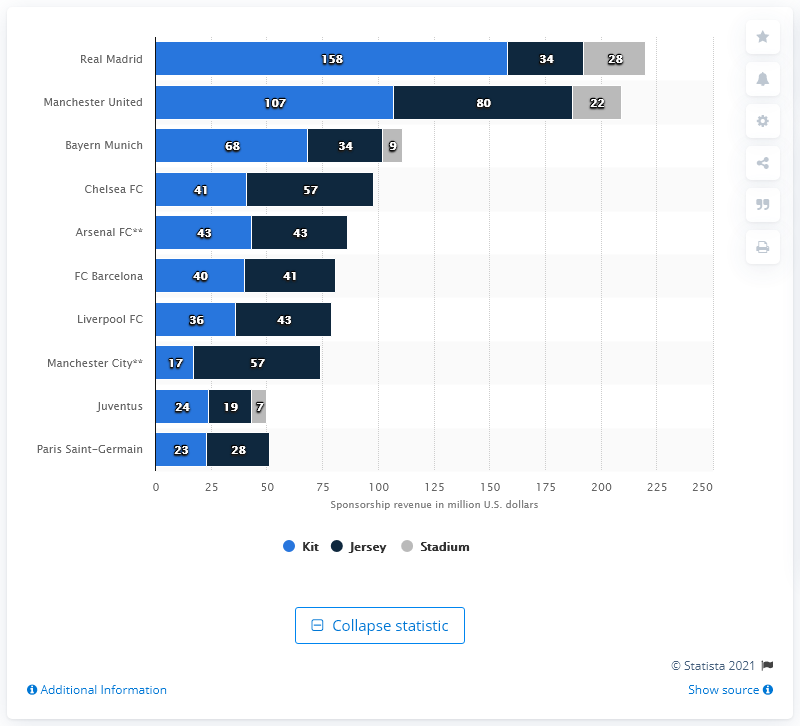 Real Madrid 158 34 28
Manchester United 107 80 22
Bayern Munich 68 34 9
Chelsea FC 41 57
Arsenal FC** 43 43
FC Barcelona 40 41
Liverpool FC 36 43
Manchester City** 17 57
Juventus 24 19 7
Paris Saint-Germain 23 28
0 25 50 75 100 125 150 175 200 225 250
Sponsorship revenue in million U.S. dollars
Kit Jersey Stadium
Collapse statistic
© Statista 2021
Additional Information Show source